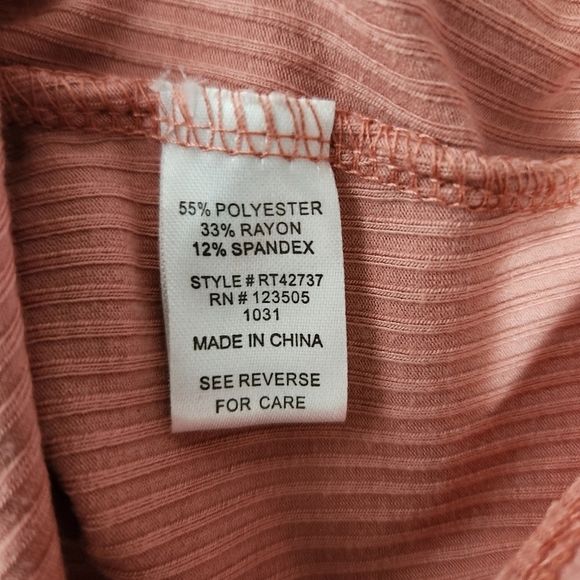 55% POLYESTER
33% RAYON
12% SPANDEX
STYLE # RT42737
RN # 123505
1031
MADE IN CHINA
SEE REVERSE
FOR CARE